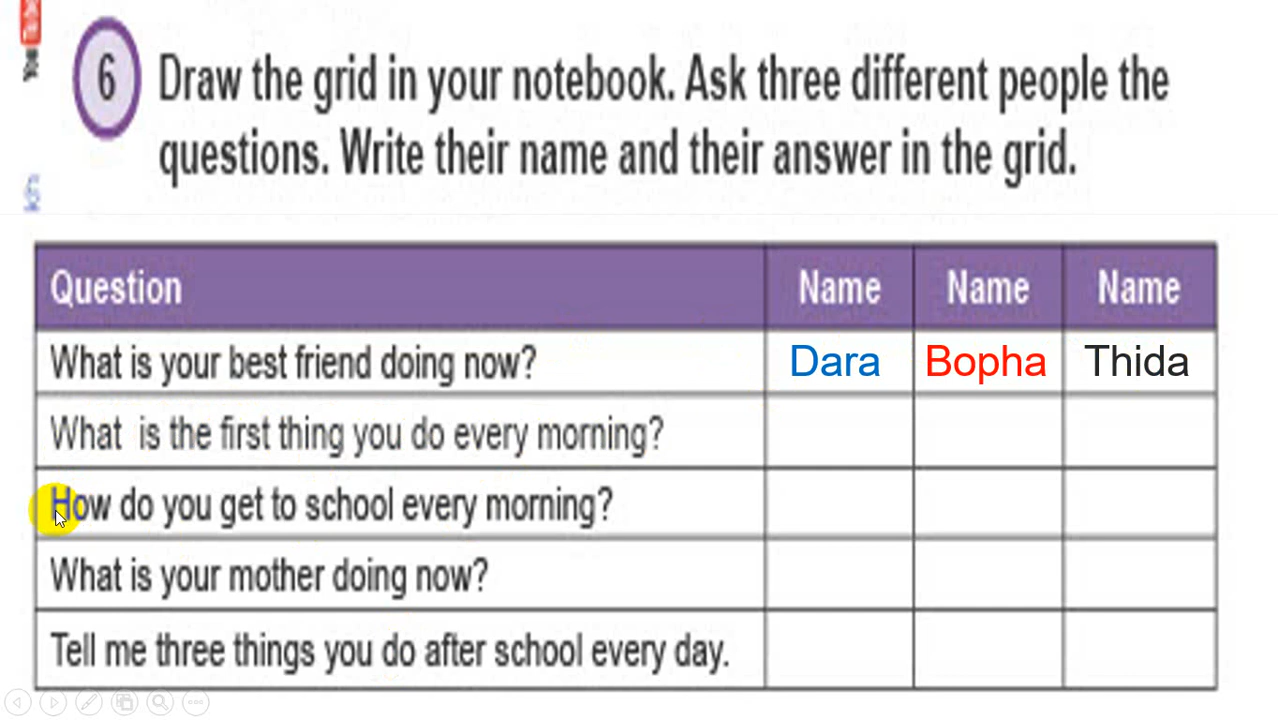 6 Draw the grid in your notebook. Ask three different people the
questions. Write their name and their answer in the grid.
Question Name Name Name
What is your best friend doing now? Dara Bopha Thida
What is the first thing you do every morning?
How do you get to school every morning?
What is your mother doing now?
Tell me three things you do after school every day.